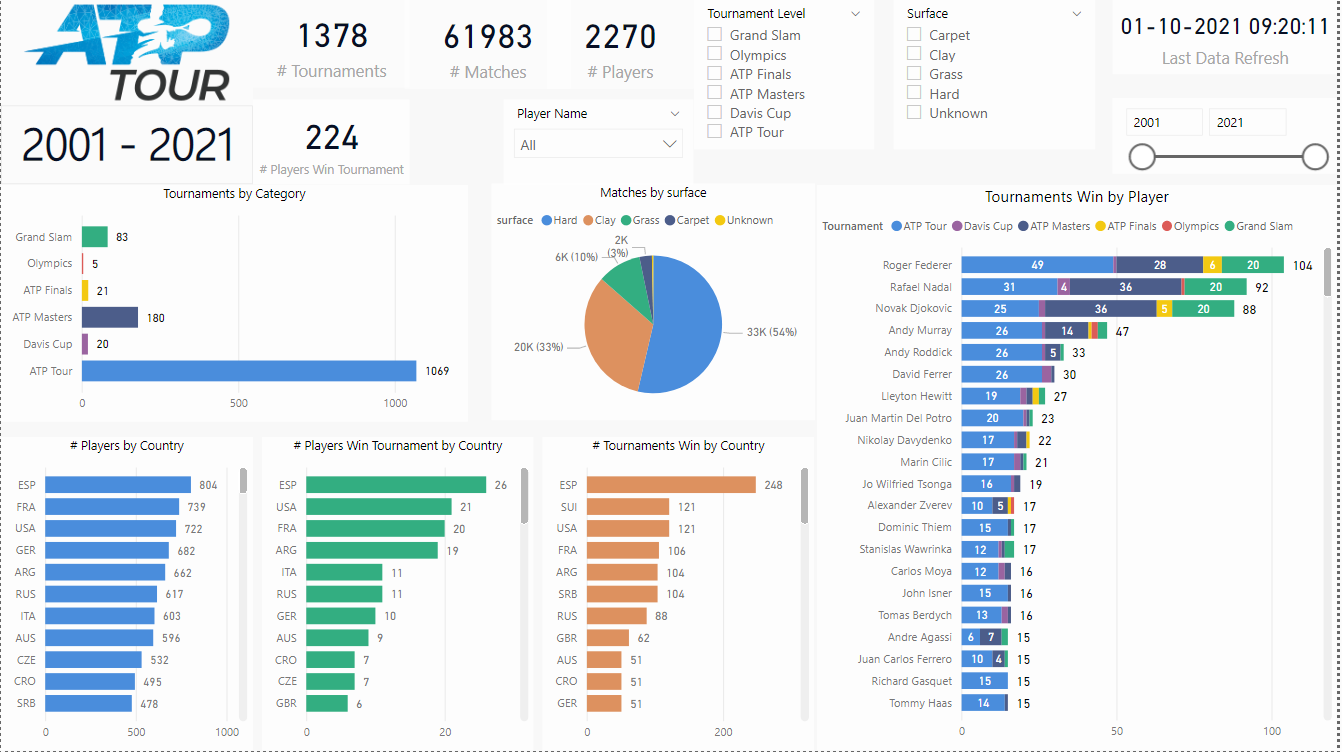 ATP
TOUR
1378
# Tournaments
61983
# Matches
2270
# Players
Tournament Level
Grand Slam
Olympics
ATP Finals
ATP Masters
Davis Cup
ATP Tour
Surface
Carpet
Clay
Grass
Hard
Unknown
01-10-2021 09:20:11
Last Data Refresh
2001 - 2021
224
# Players Win Tournament
Player Name
All
2001 2021
Tournaments by Category
Grand Slam 83
Olympics 5
ATP Finals 21
ATP Masters 180
Davis Cup 20
ATP Tour 1069
0 500 1000
Matches by surface
surface Hard Clay Grass Carpet Unknown
2K
(3%)
6K (10%)
20K (33%)
33K (54%)
Tournaments Win by Player
Tournament ATP Tour Davis Cup ATP Masters ATP Finals Olympics Grand Slam
Roger Federer 49 28 6 20 104
Rafael Nadal 31 4 36 20 92
Novak Djokovic 25 36 5 20 88
Andy Murray 26 14 47
Andy Roddick 26 5 33
David Ferrer 26 30
Lleyton Hewitt 19 27
Juan Martin Del Potro 20 23
Nikolay Davydenko 17 22
Marin Cilic 17 21
Jo Wilfried Tsonga 16 19
Alexander Zverev 10 5 17
Dominic Thiem 15 17
Stanislas Wawrinka 12 17
Carlos Moya 12 16
John Isner 15 16
Tomas Berdych 13 16
Andre Agassi 6 7 15
Juan Carlos Ferrero 10 4 15
Richard Gasquet 15 15
Tommy Haas 14 15
0 50 100
# Players by Country
ESP 804
FRA 739
USA 722
GER 682
ARG 662
RUS 617
ITA 603
AUS 596
CZE 532
CRO 495
SRB 478
0 500 1000
# Players Win Tournament by Country
ESP 26
USA 21
FRA 20
ARG 19
ITA 11
RUS 11
GER 10
AUS 9
CRO 7
CZE 7
GBR 6
0 20
# Tournaments Win by Country
ESP 248
SUI 121
USA 121
FRA 106
ARG 104
SRB 104
RUS 88
GBR 62
AUS 51
CRO 51
GER 51
0 200